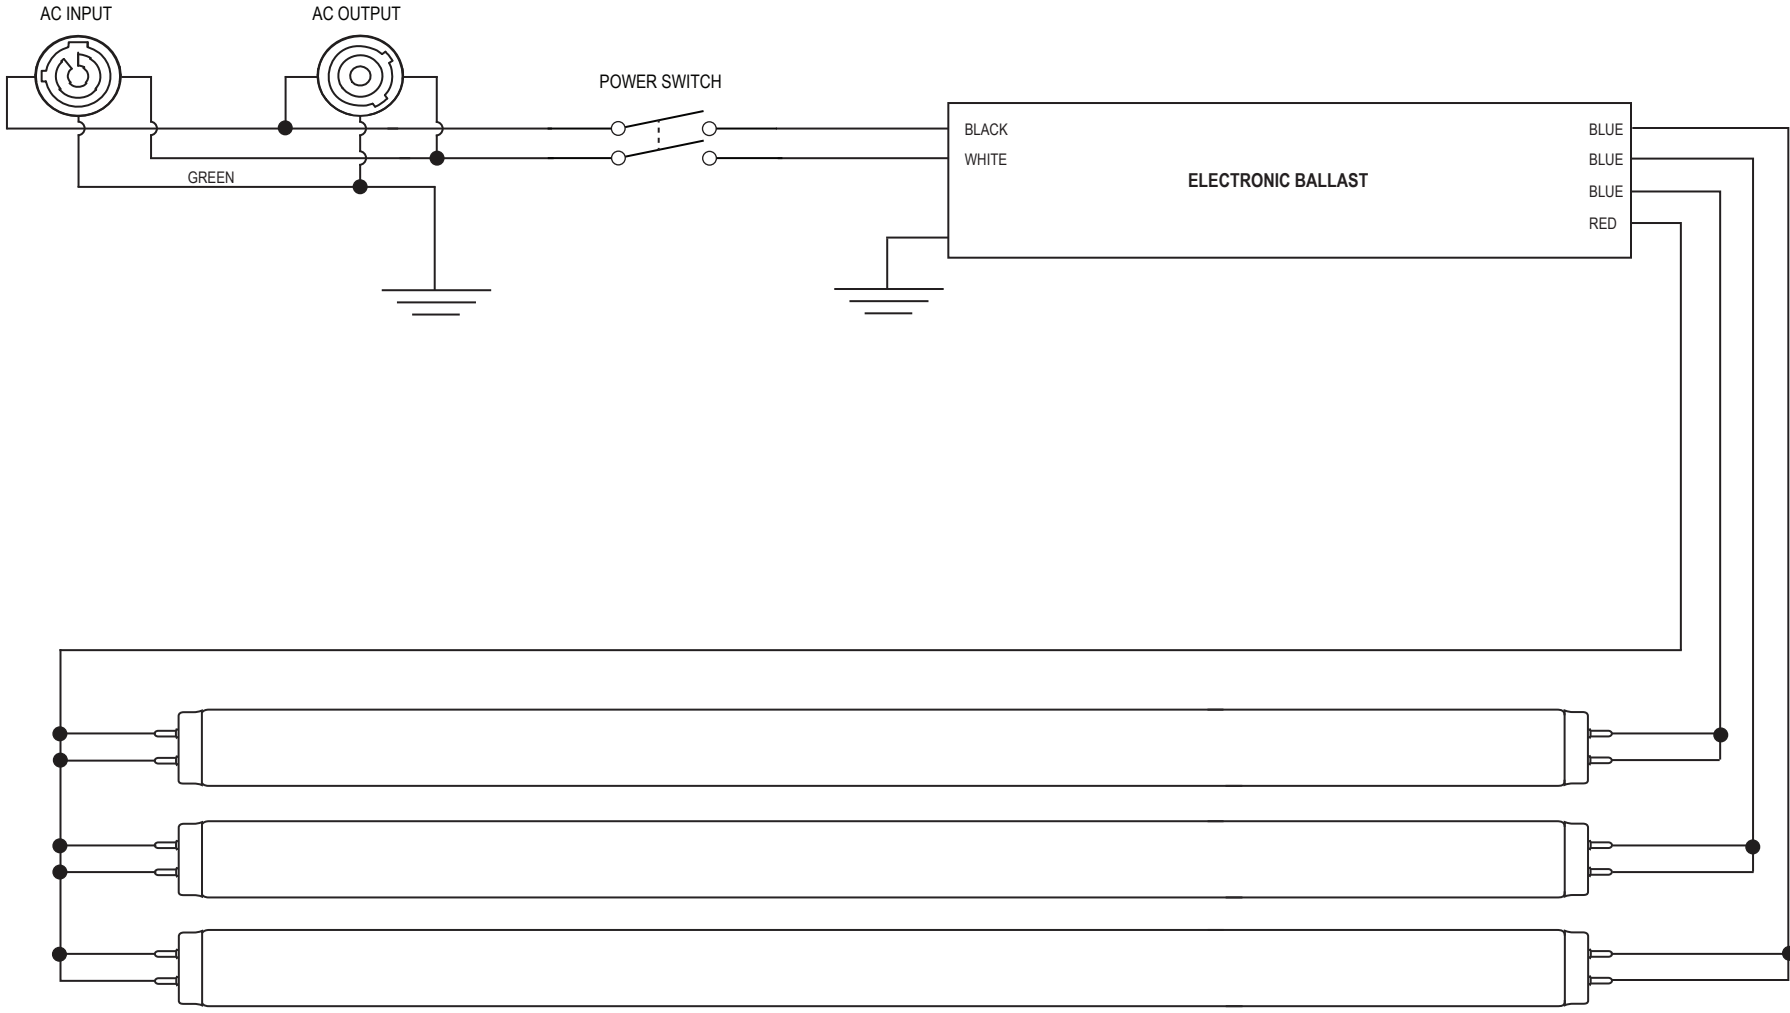 AC INPUT
AC OUTPUT
POWER SWITCH
BLACK
WHITE
GREEN
ELECTRONIC BALLAST
BLUE
BLUE
BLUE
RED